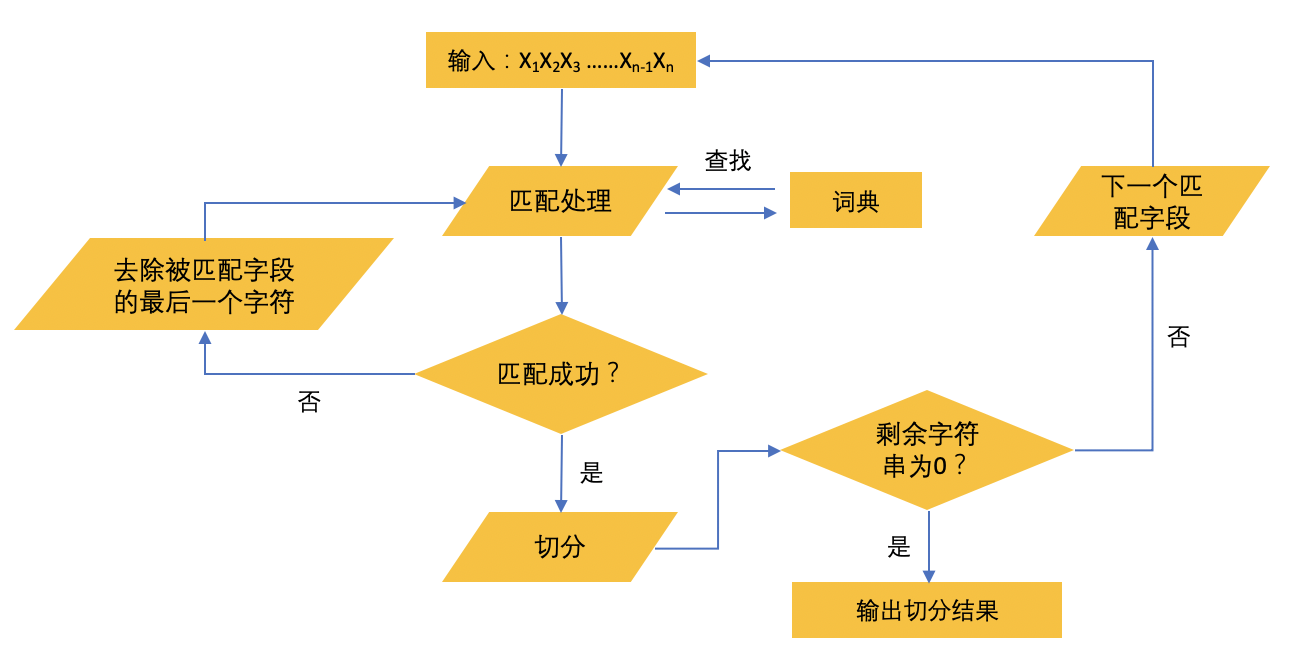 输入：X₁X₂X₃ ……Xₙ₋₁Xₙ
查找
匹配处理
词典
下一个匹
配字段
去除被匹配字段
的最后一个字符
否
匹配成功？
否
剩余字符
串为0？
是
切分
是
输出切分结果